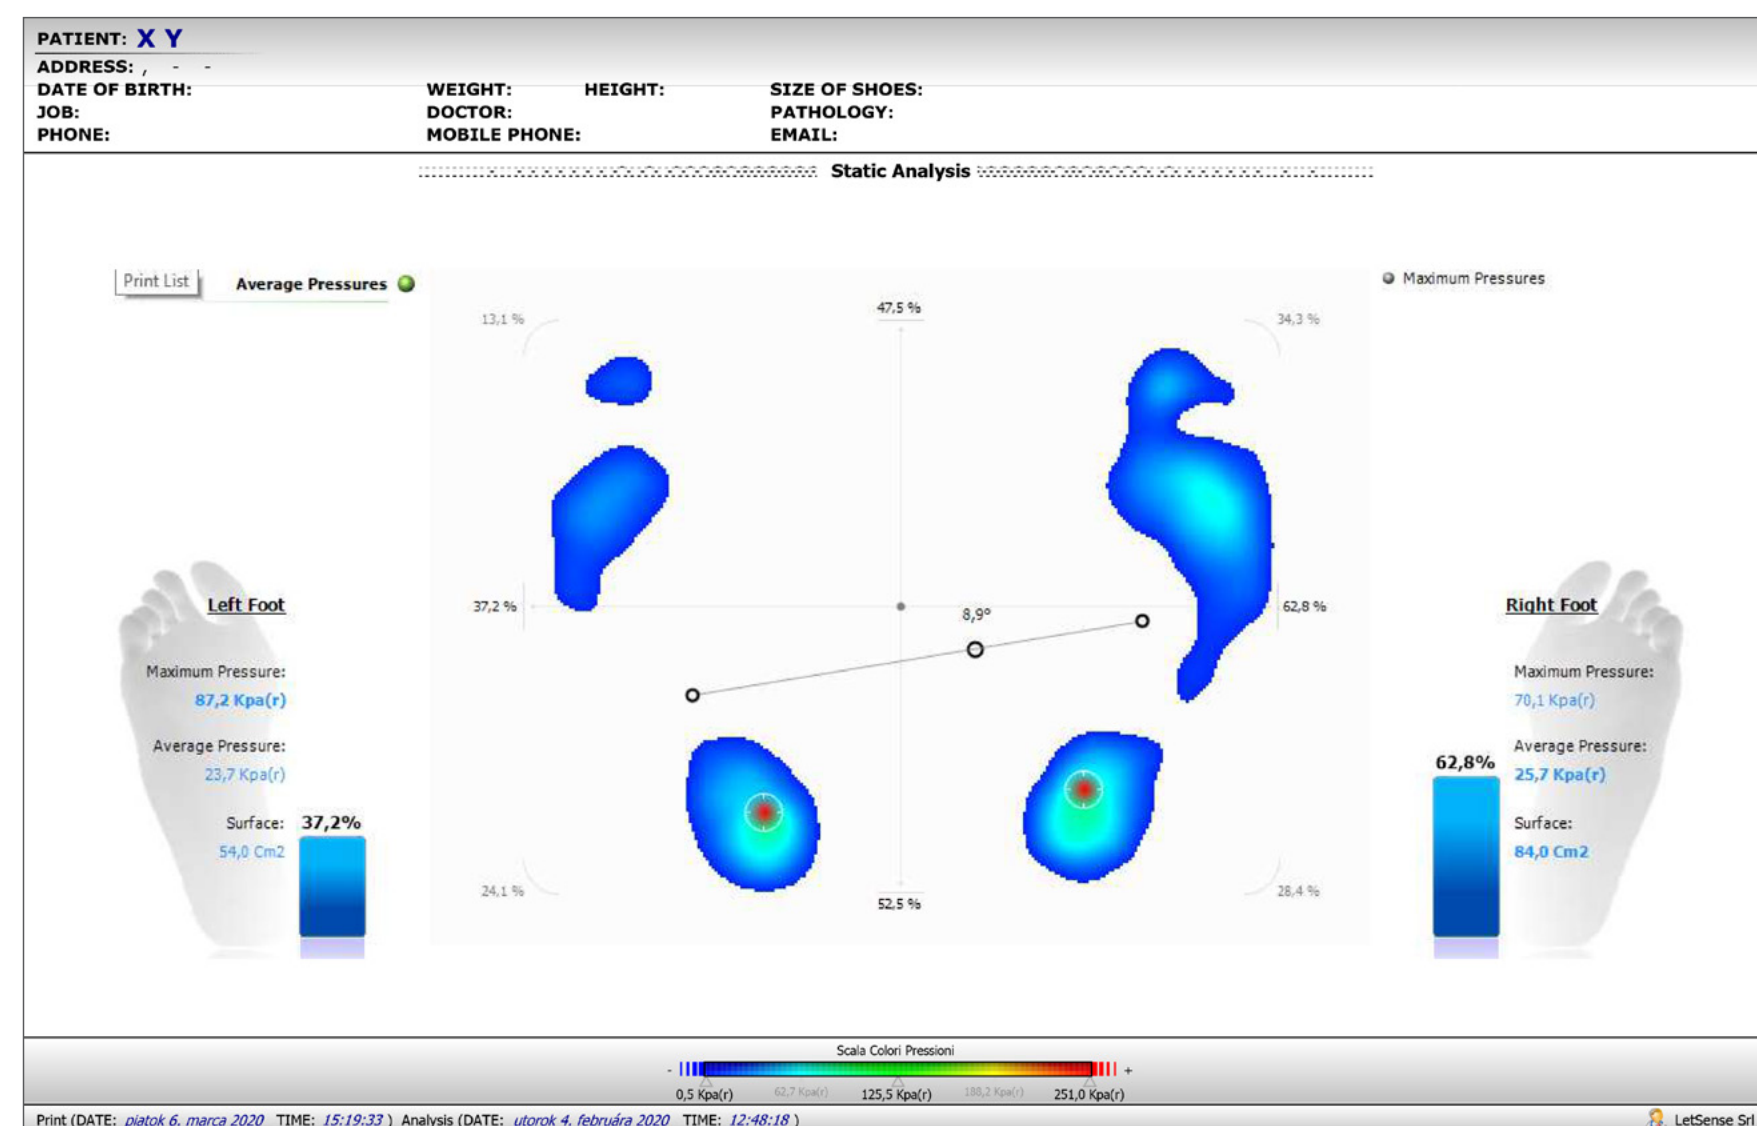 PATIENT: X Y
ADDRESS: , - -
DATE OF BIRTH: WEIGHT: HEIGHT: SIZE OF SHOES:
JOB: DOCTOR: PATHOLOGY:
PHONE: MOBILE PHONE: EMAIL:
Static Analysis
Print List Average Pressures Maximum Pressures
47,5 %
13,1 % 34,3 %
Left Foot 37,2 % 8,9° 62,8 % Right Foot
Maximum Pressure: Maximum Pressure:
87,2 Kpa(r) 70,1 Kpa(r)
Average Pressure: Average Pressure:
23,7 Kpa(r) 62,8% 25,7 Kpa(r)
Surface: 37,2% Surface:
54,0 Cm2 84,0 Cm2
24,1 % 52,5 % 28,4 %
Scala Colori Pressioni
- +
0,5 Kpa(r) 62,7 Kpa(r) 125,5 Kpa(r) 188,2 Kpa(r) 251,0 Kpa(r)
Print (DATE: piatok 6. marca 2020 TIME: 15:19:33 ) Analysis (DATE: utorok 4. februára 2020 TIME: 12:48:18 ) LetSense Srl